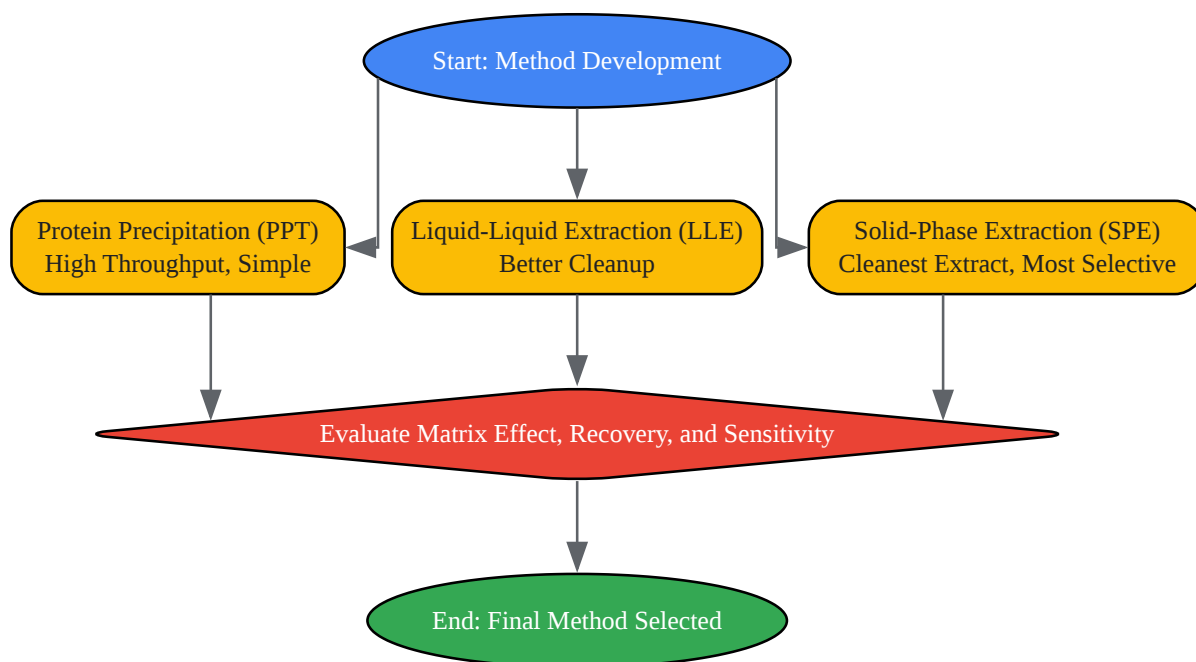 Start: Method Development
Protein Precipitation (PPT)
High Throughput, Simple
Liquid-Liquid Extraction (LLE)
Better Cleanup
Solid-Phase Extraction (SPE)
Cleanest Extract, Most Selective
Evaluate Matrix Effect, Recovery, and Sensitivity
End: Final Method Selected